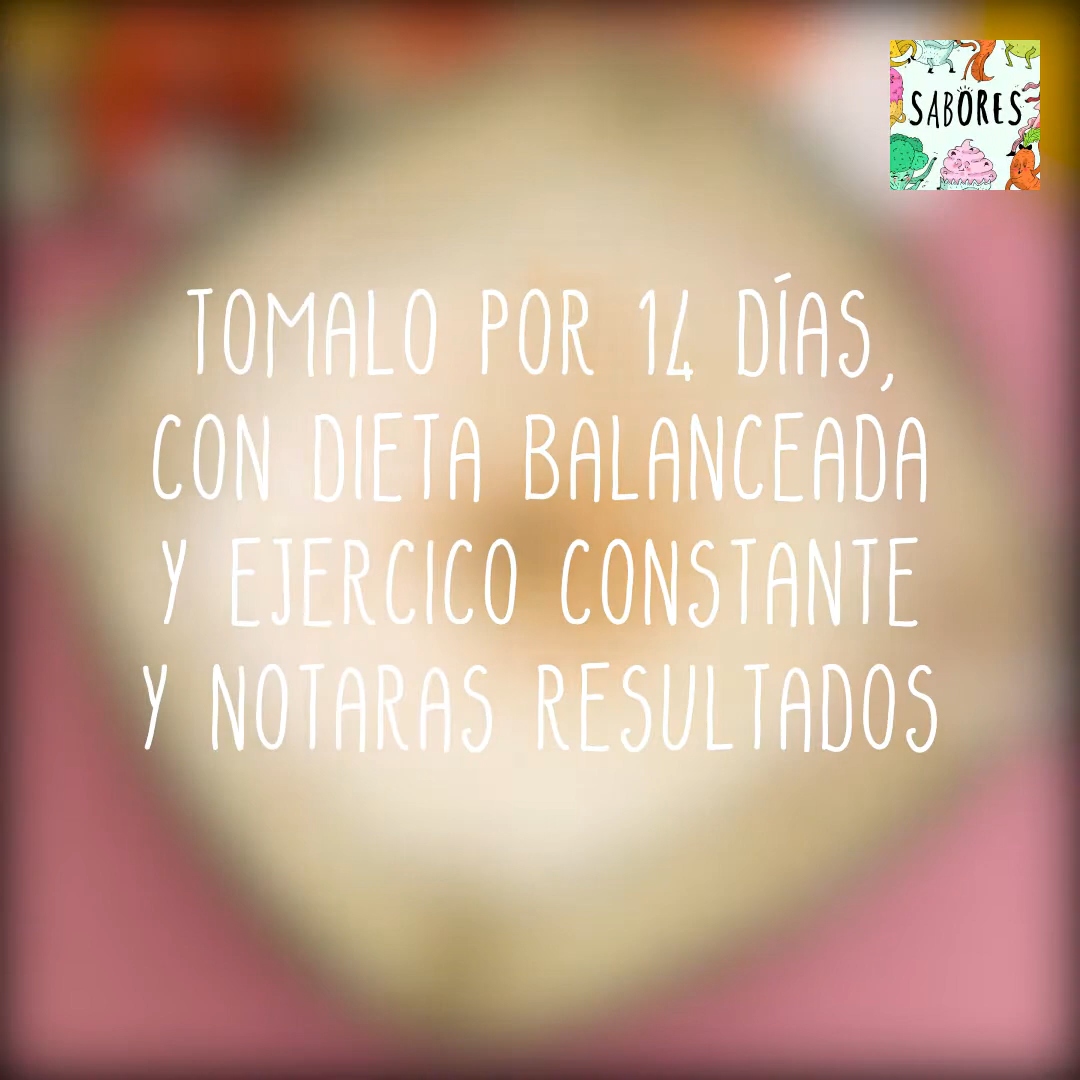 SABORES
TOMALO POR 14 DÍAS,
CON DIETA BALANCEADA
Y EJERCICO CONSTANTE
Y NOTARAS RESULTADOS